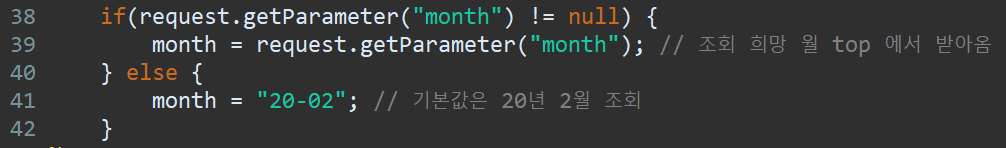 38 if(request.getParameter("month") != null) {
39 month = request.getParameter("month"); // 조회 희망 월 top 에서 받아옴
40 } else {
41 month = "20-02"; // 기본값은 20년 2월 조회
42 }